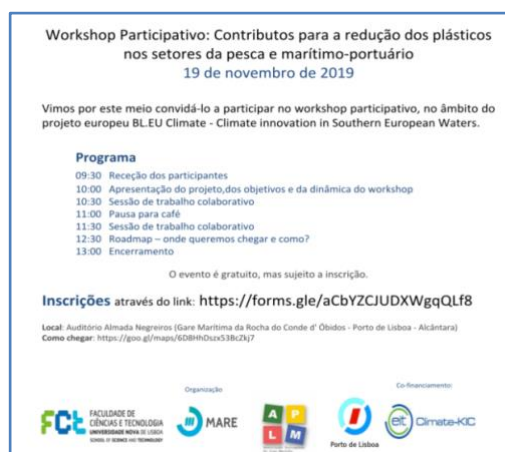 Workshop Participativo: Contributos para a redução dos plásticos
nos setores da pesca e marítimo-portuário
19 de novembro de 2019
Vimos por este meio convidá-lo a participar no workshop participativo, no âmbito do
projeto europeu BL.EU Climate - Climate innovation in Southern European Waters.
Programa
09:30 Receção dos participantes
10:00 Apresentação do projeto,dos objetivos e da dinâmica do workshop
10:30 Sessão de trabalho colaborativo
11:00 Pausa para café
11:30 Sessão de trabalho colaborativo
12:30 Roadmap – onde queremos chegar e como?
13:00 Encerramento
O evento é gratuito, mas sujeito a inscrição.
Inscrições através do link: https://forms.gle/aCbYZCJUDXWgqQLf8
Local: Auditório Almada Negreiros (Gare Marítima da Rocha do Conde d' Óbidos - Porto de Lisboa - Alcântara)
Como chegar: https://goo.gl/maps/6D8HhDszx53BcZkj7
Organização
Co-financiamento:
FCT FACULDADE DE
CIÊNCIAS E TECNOLOGIA
UNIVERSIDADE NOVA DE LISBOA
SCHOOL OF SCIENCE AND TECHNOLOGY
MARE
A P
L M
Porto de Lisboa
eit Climate-KIC